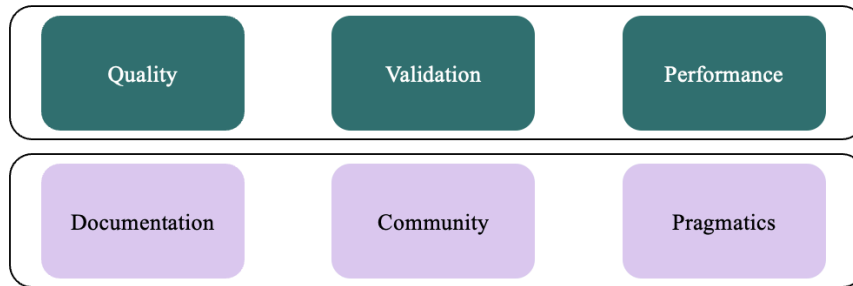 Quality
Validation
Performance
Documentation
Community
Pragmatics